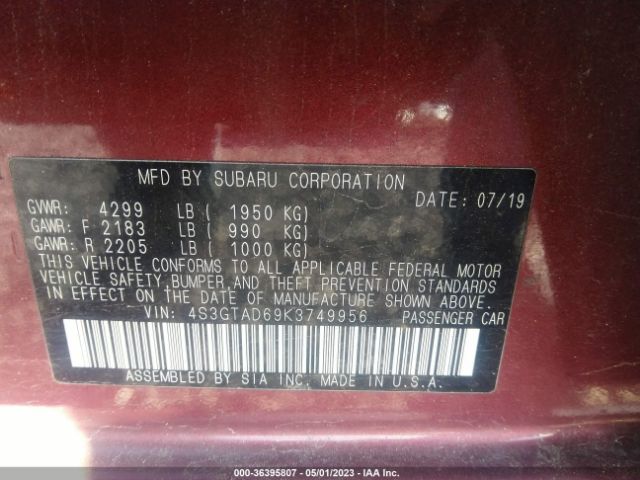 MFD BY SUBARU CORPORATION
DATE: 07/19
GVWR: 4299 LB ( 1950 KG)
GAWR: F 2183 LB ( 990 KG)
GAWR: R 2205 LB ( 1000 KG)
THIS VEHICLE CONFORMS TO ALL APPLICABLE FEDERAL MOTOR
VEHICLE SAFETY, BUMPER, AND THEFT PREVENTION STANDARDS
IN EFFECT ON THE DATE OF MANUFACTURE SHOWN ABOVE.
VIN: 4S3GTAD69K3749956 PASSENGER CAR
ASSEMBLED BY SIA INC. MADE IN U.S.A.
000-36395807 - 05/01/2023 - IAA Inc.